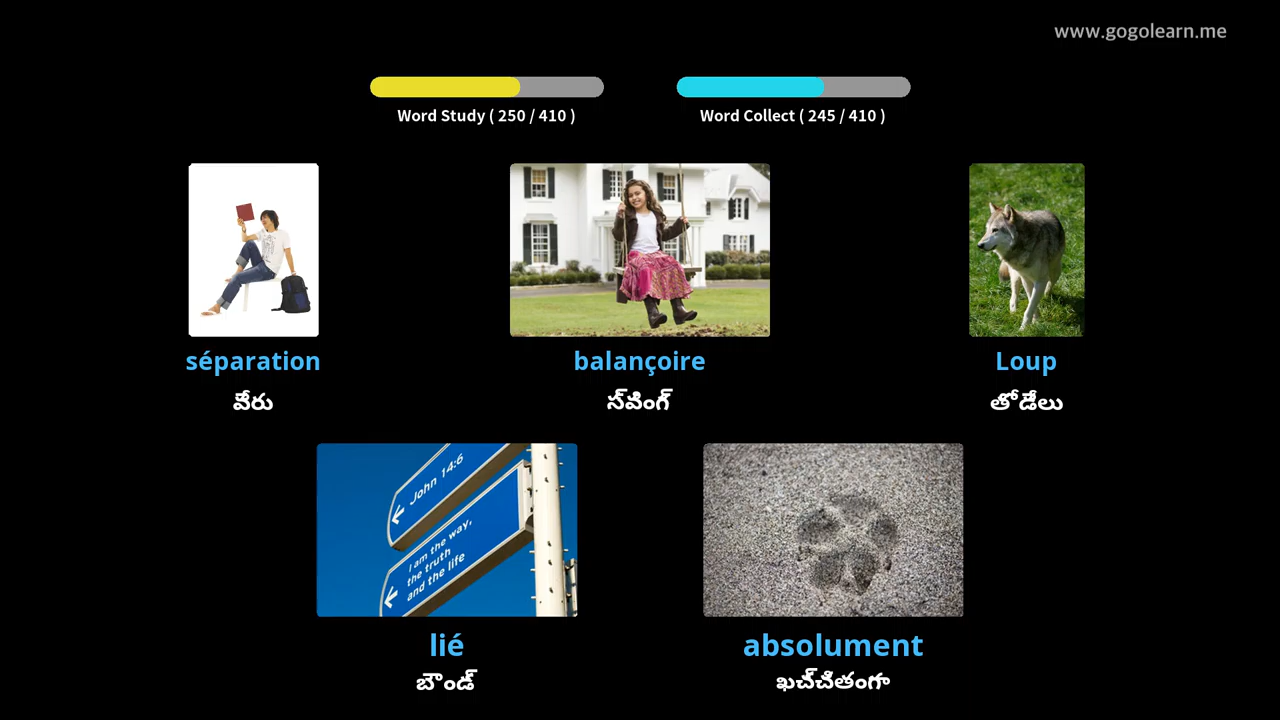 www.gogolearn.me
Word Study ( 250 / 410 )
Word Collect ( 245 / 410 )
séparation
balançoire
Loup
వేరు
స్వింగ్
తోడేలు
John 14:6
I am the way,
the truth
and the life
lié
absolument
బౌండ్
ఖచ్చితంగా